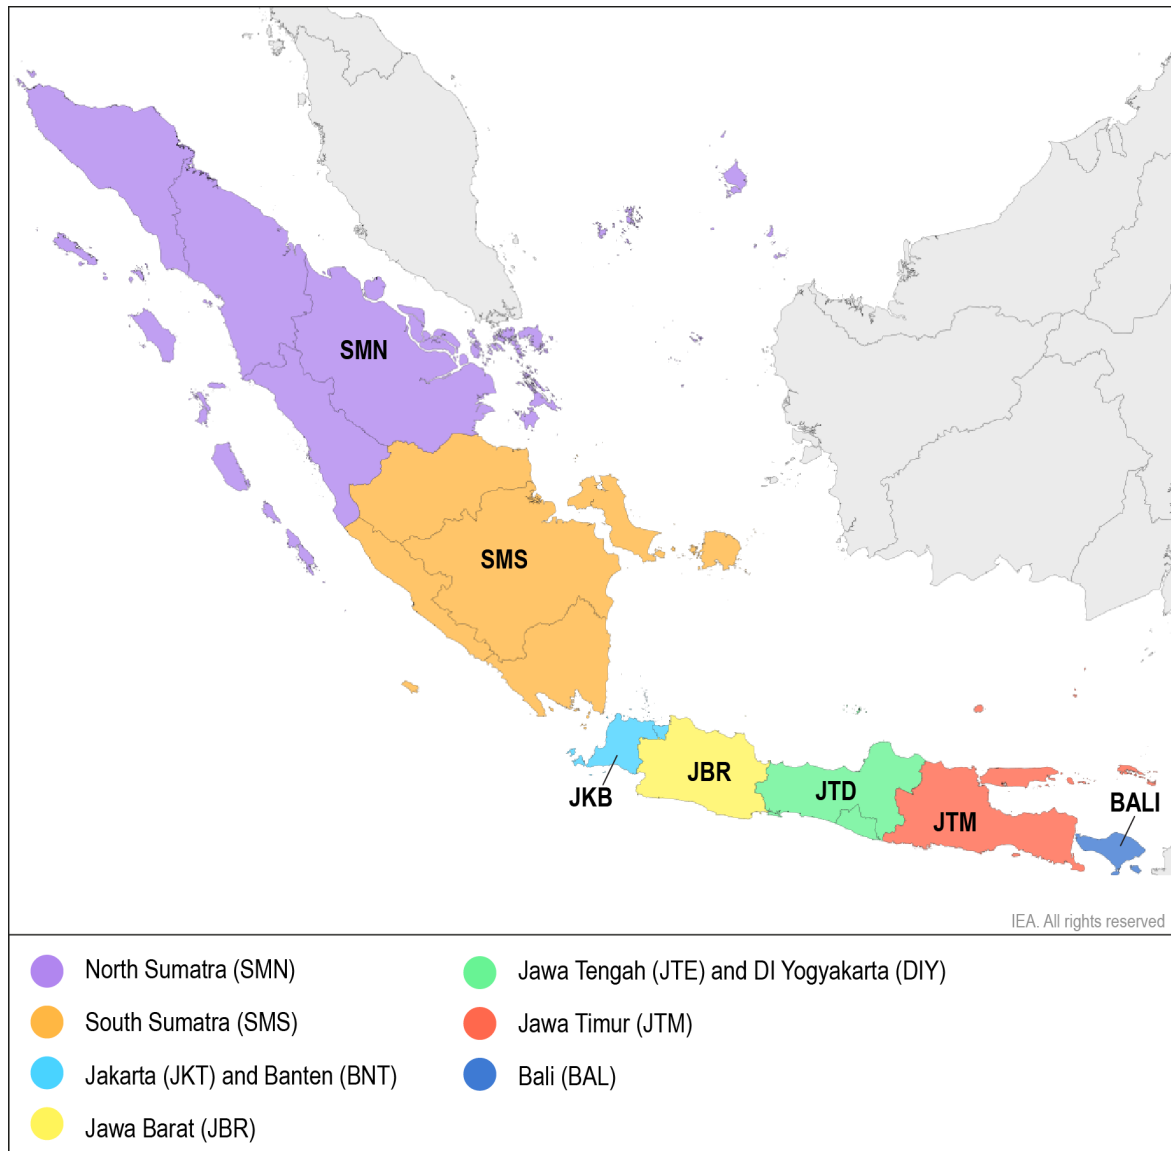 SMN
SMS
JKB
JBR
JTD
JTM
BALI
IEA. All rights reserved
North Sumatra (SMN)
South Sumatra (SMS)
Jakarta (JKT) and Banten (BNT)
Jawa Barat (JBR)
Jawa Tengah (JTE) and DI Yogyakarta (DIY)
Jawa Timur (JTM)
Bali (BAL)